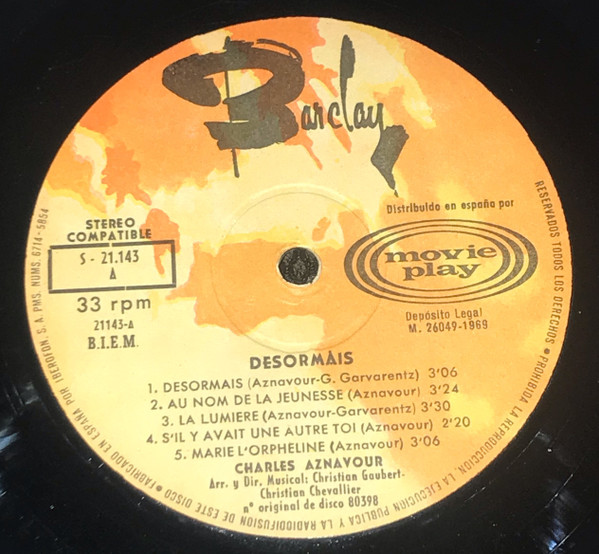 Barclay
STEREO
COMPATIBLE
S - 21.143
A
33 rpm
21143-A
B.I.E.M.
Distribuído en españa por
movie
play
Depósito Legal
M. 26049-1969
DESORMÀIS
1. DESORMAIS (Aznavour-G. Garvarentz) 3'06
2. AU NOM DE LA JEUNESSE (Aznavour) 3'24
3. LA LUMIERE (Aznavour-Garvarentz) 3'30
4. S'IL Y AVAIT UNE AUTRE TOI (Aznavour) 2'20
5. MARIE L'ORPHELINE (Aznavour) 3'06
CHARLES AZNAVOUR
Arr. y Dir. Musical: Christian Gaubert-
Christian Chevallier
nº original de disco 80398
RESERVADOS TODOS LOS DERECHOS • PROHIBIDA LA REPRODUCCION, LA EJECUCION PUBLICA Y LA RADIODIFUSION DE ESTE DISCO • FABRICADO EN ESPAÑA POR IBEROFON, S. A. PMS. NUMS. 6714 - 5854